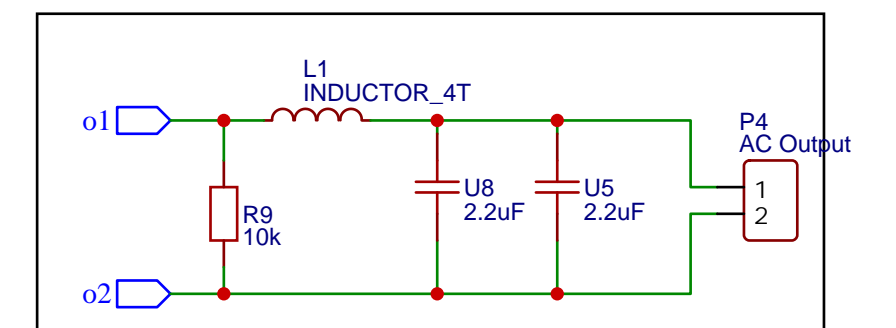 L1
INDUCTOR_4T
o1
P4
AC Output
1
2
U8
2.2uF
U5
2.2uF
R9
10k
o2